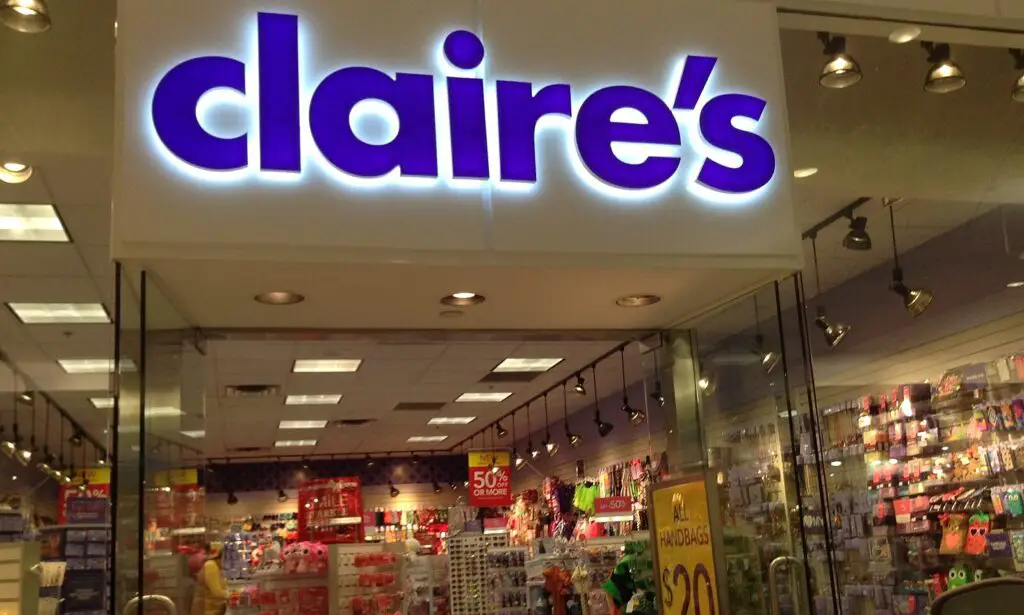 claire's
50% OFF
OR MORE
ALL
HANDBAGS
$20